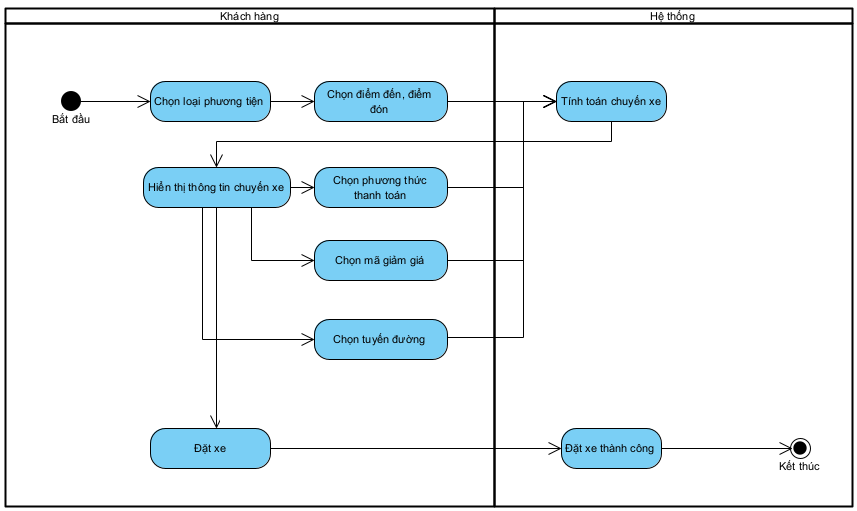 Khách hàng
Hệ thống
Bắt đầu
Chọn loại phương tiện
Chọn điểm đến, điểm
đón
Tính toán chuyến xe
Hiển thị thông tin chuyến xe
Chọn phương thức
thanh toán
Chọn mã giảm giá
Chọn tuyến đường
Đặt xe
Đặt xe thành công
Kết thúc